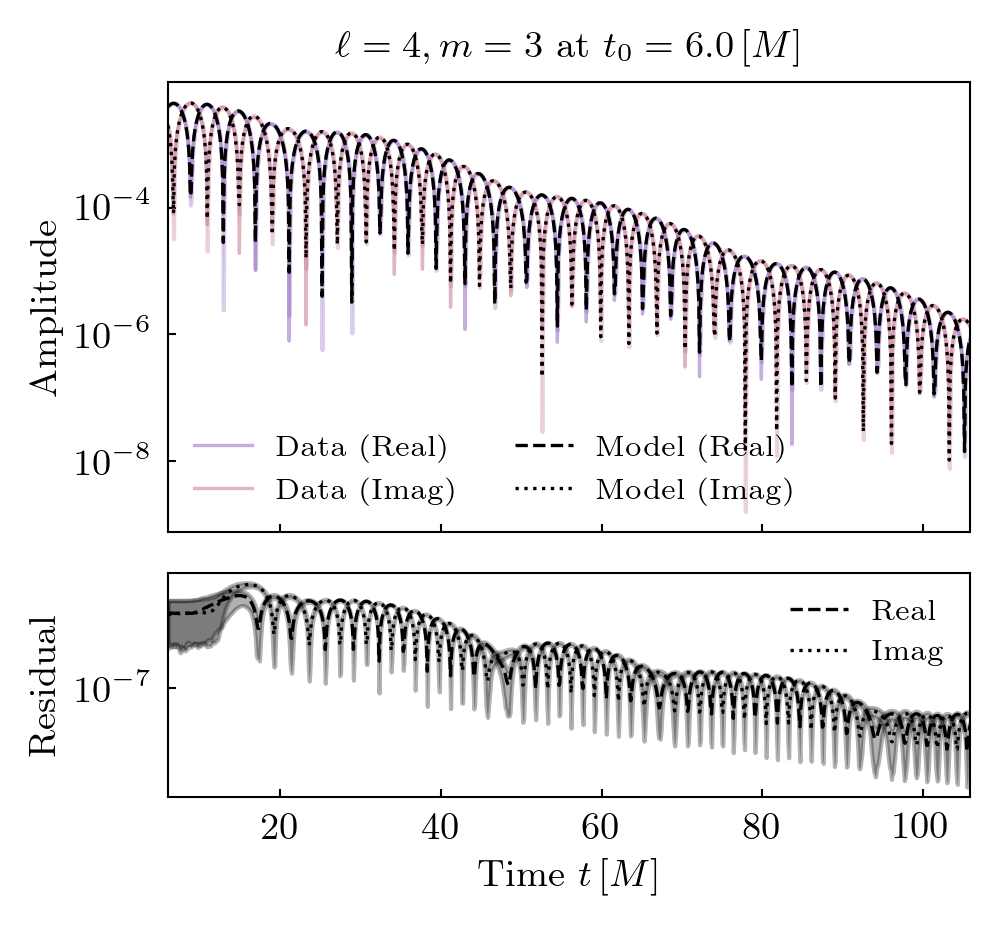 ℓ = 4, m = 3 at t₀ = 6.0 [M]
Amplitude
10⁻⁴
10⁻⁶
10⁻⁸
Data (Real)
Data (Imag)
Model (Real)
Model (Imag)
Residual
10⁻⁷
Real
Imag
20 40 60 80 100
Time t [M]